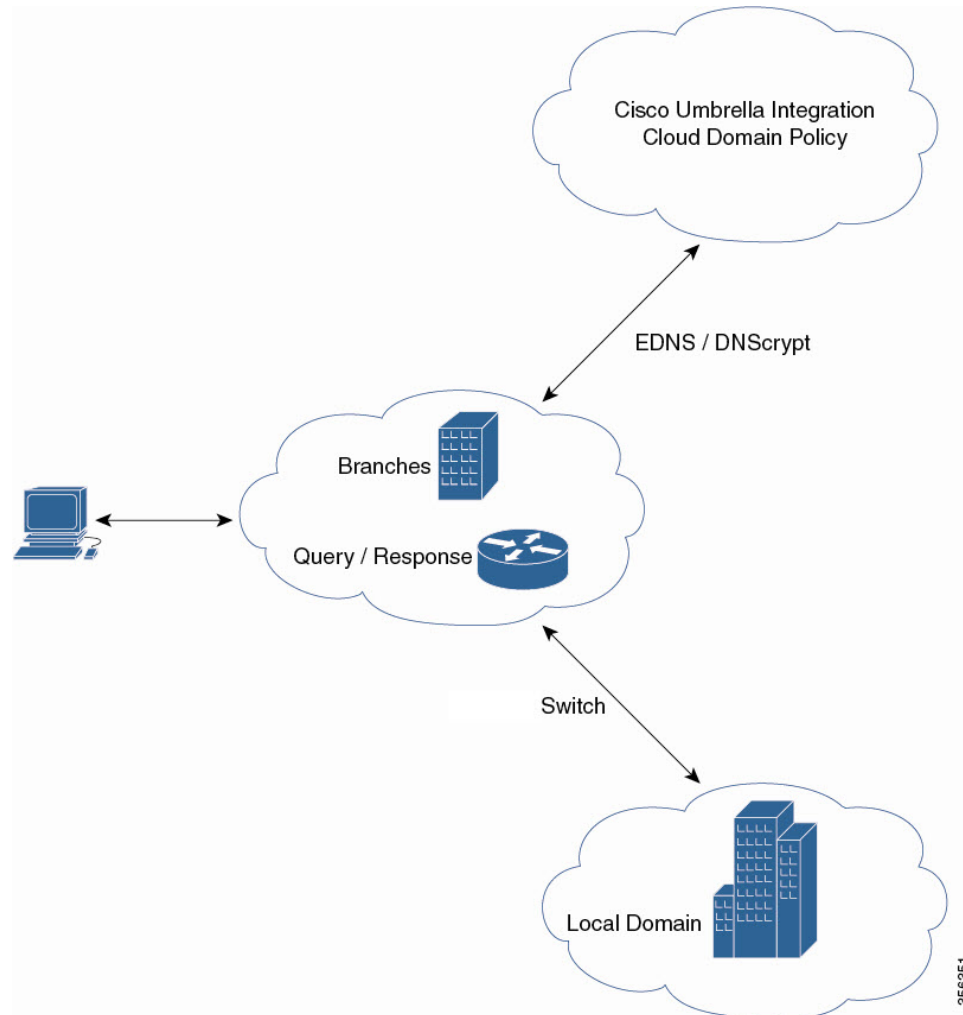 Cisco Umbrella Integration
Cloud Domain Policy
EDNS / DNScrypt
Branches
Query / Response
Switch
Local Domain